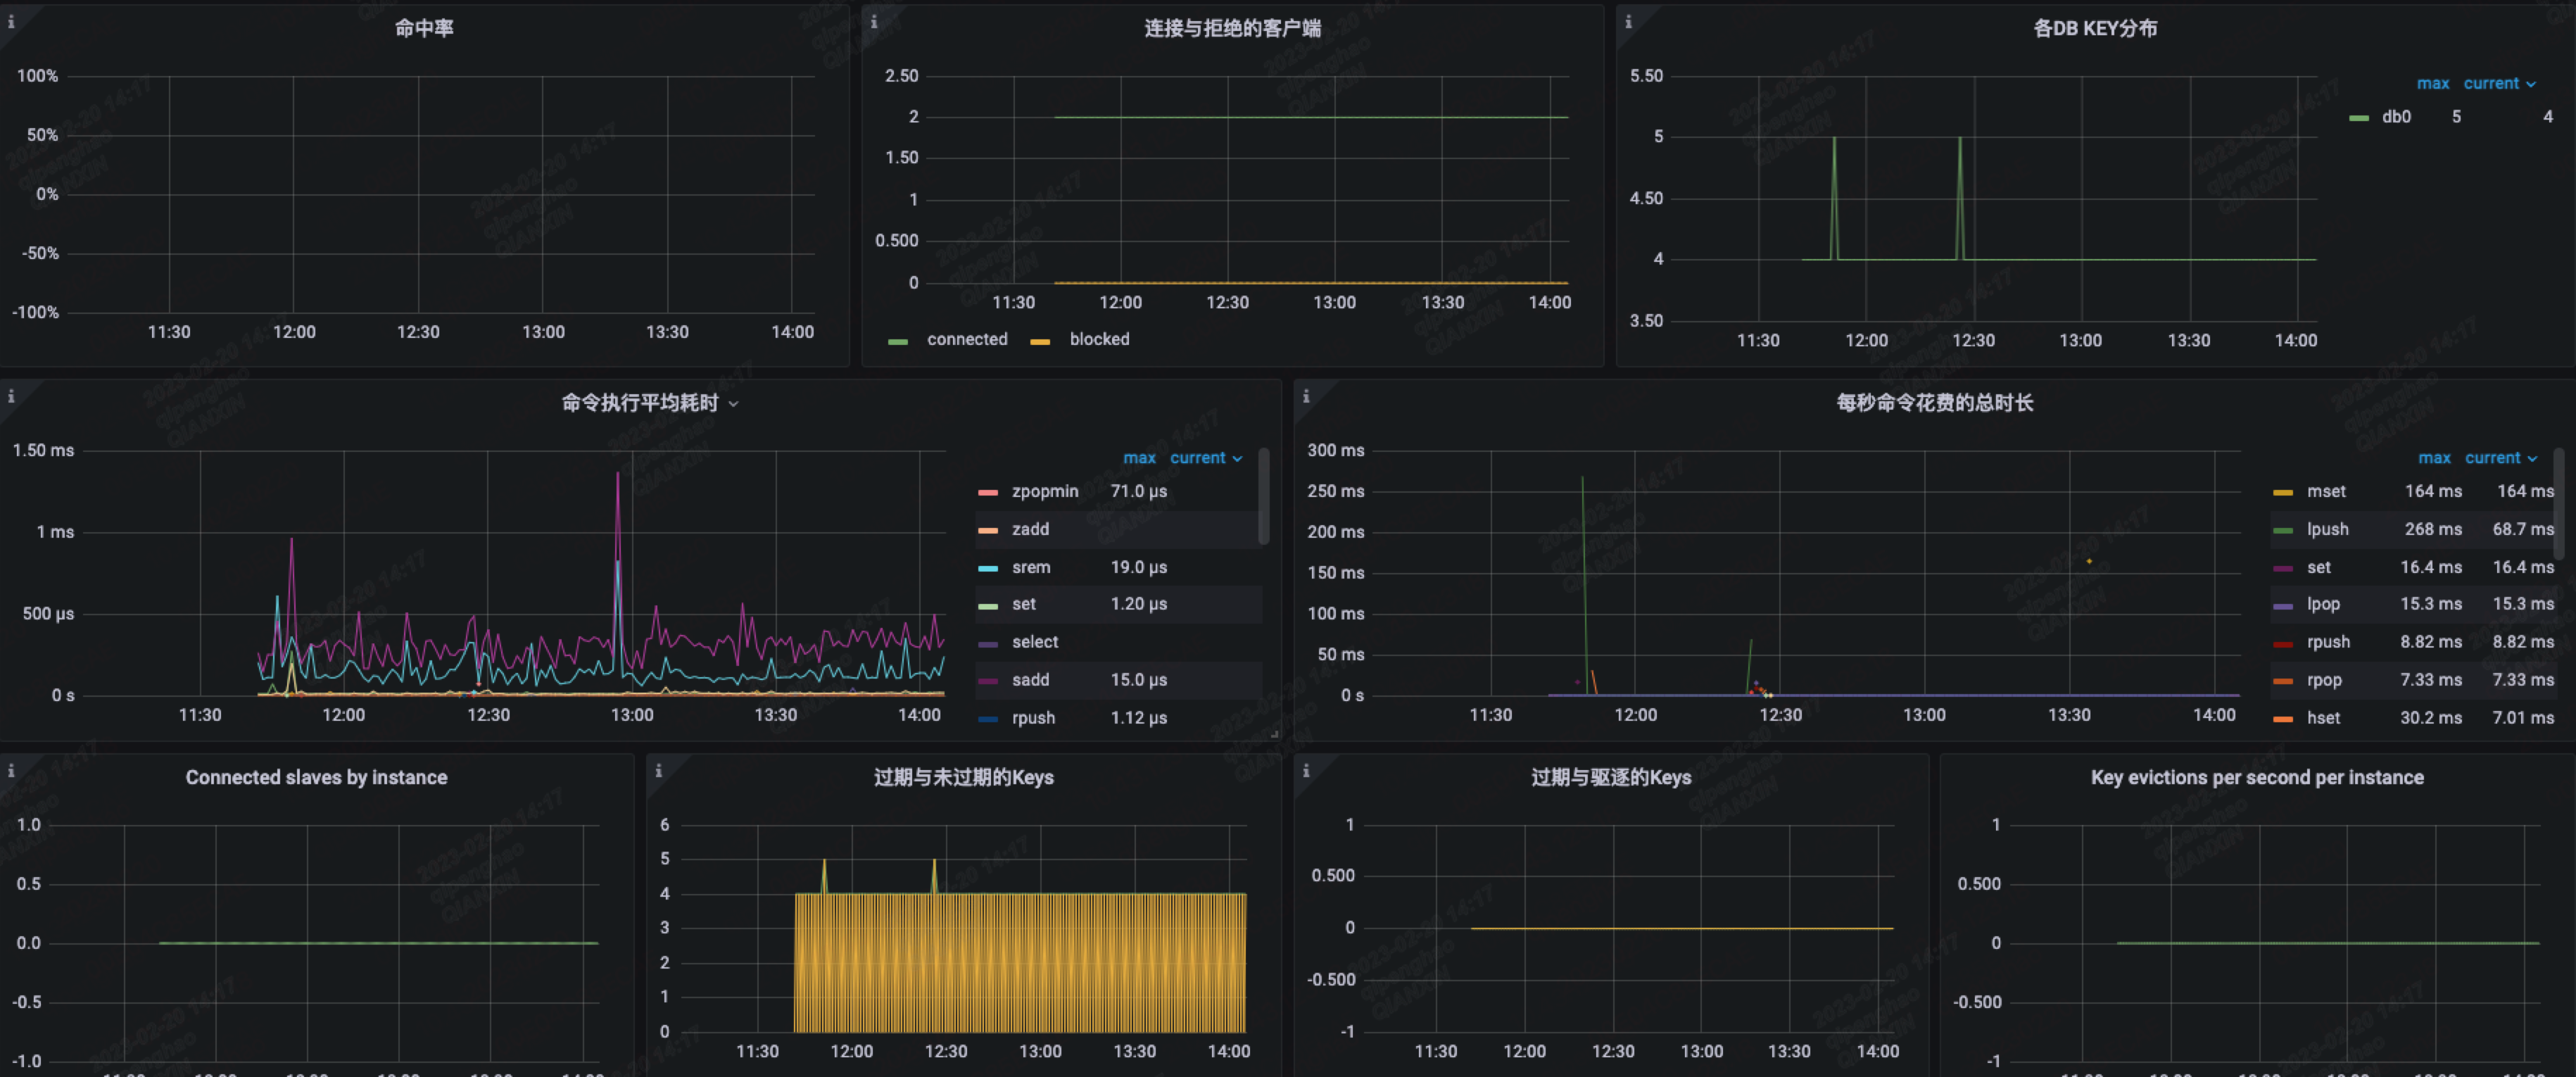 命中率
100%
50%
0%
-50%
-100%
11:30 12:00 12:30 13:00 13:30 14:00
连接与拒绝的客户端
2.50
2
1.50
1
0.500
0
11:30 12:00 12:30 13:00 13:30 14:00
connected blocked
各DB KEY分布
5.50
5
4.50
4
3.50
11:30 12:00 12:30 13:00 13:30 14:00
max current
db0 5 4
命令执行平均耗时
1.50 ms
1 ms
500 µs
0 s
11:30 12:00 12:30 13:00 13:30 14:00
max current
zpopmin 71.0 µs
zadd
srem 19.0 µs
set 1.20 µs
select
sadd 15.0 µs
rpush 1.12 µs
每秒命令花费的总时长
300 ms
250 ms
200 ms
150 ms
100 ms
50 ms
0 s
11:30 12:00 12:30 13:00 13:30 14:00
max current
mset 164 ms 164 ms
lpush 268 ms 68.7 ms
set 16.4 ms 16.4 ms
lpop 15.3 ms 15.3 ms
rpush 8.82 ms 8.82 ms
rpop 7.33 ms 7.33 ms
hset 30.2 ms 7.01 ms
Connected slaves by instance
1.0
0.5
0.0
-0.5
-1.0
过期与未过期的Keys
6
5
4
3
2
1
0
11:30 12:00 12:30 13:00 13:30 14:00
过期与驱逐的Keys
1
0.500
0
-0.500
-1
11:30 12:00 12:30 13:00 13:30 14:00
Key evictions per second per instance
1
0.500
0
-0.500
-1
2023-02-20 14:17
qipenghao
QIANXIN